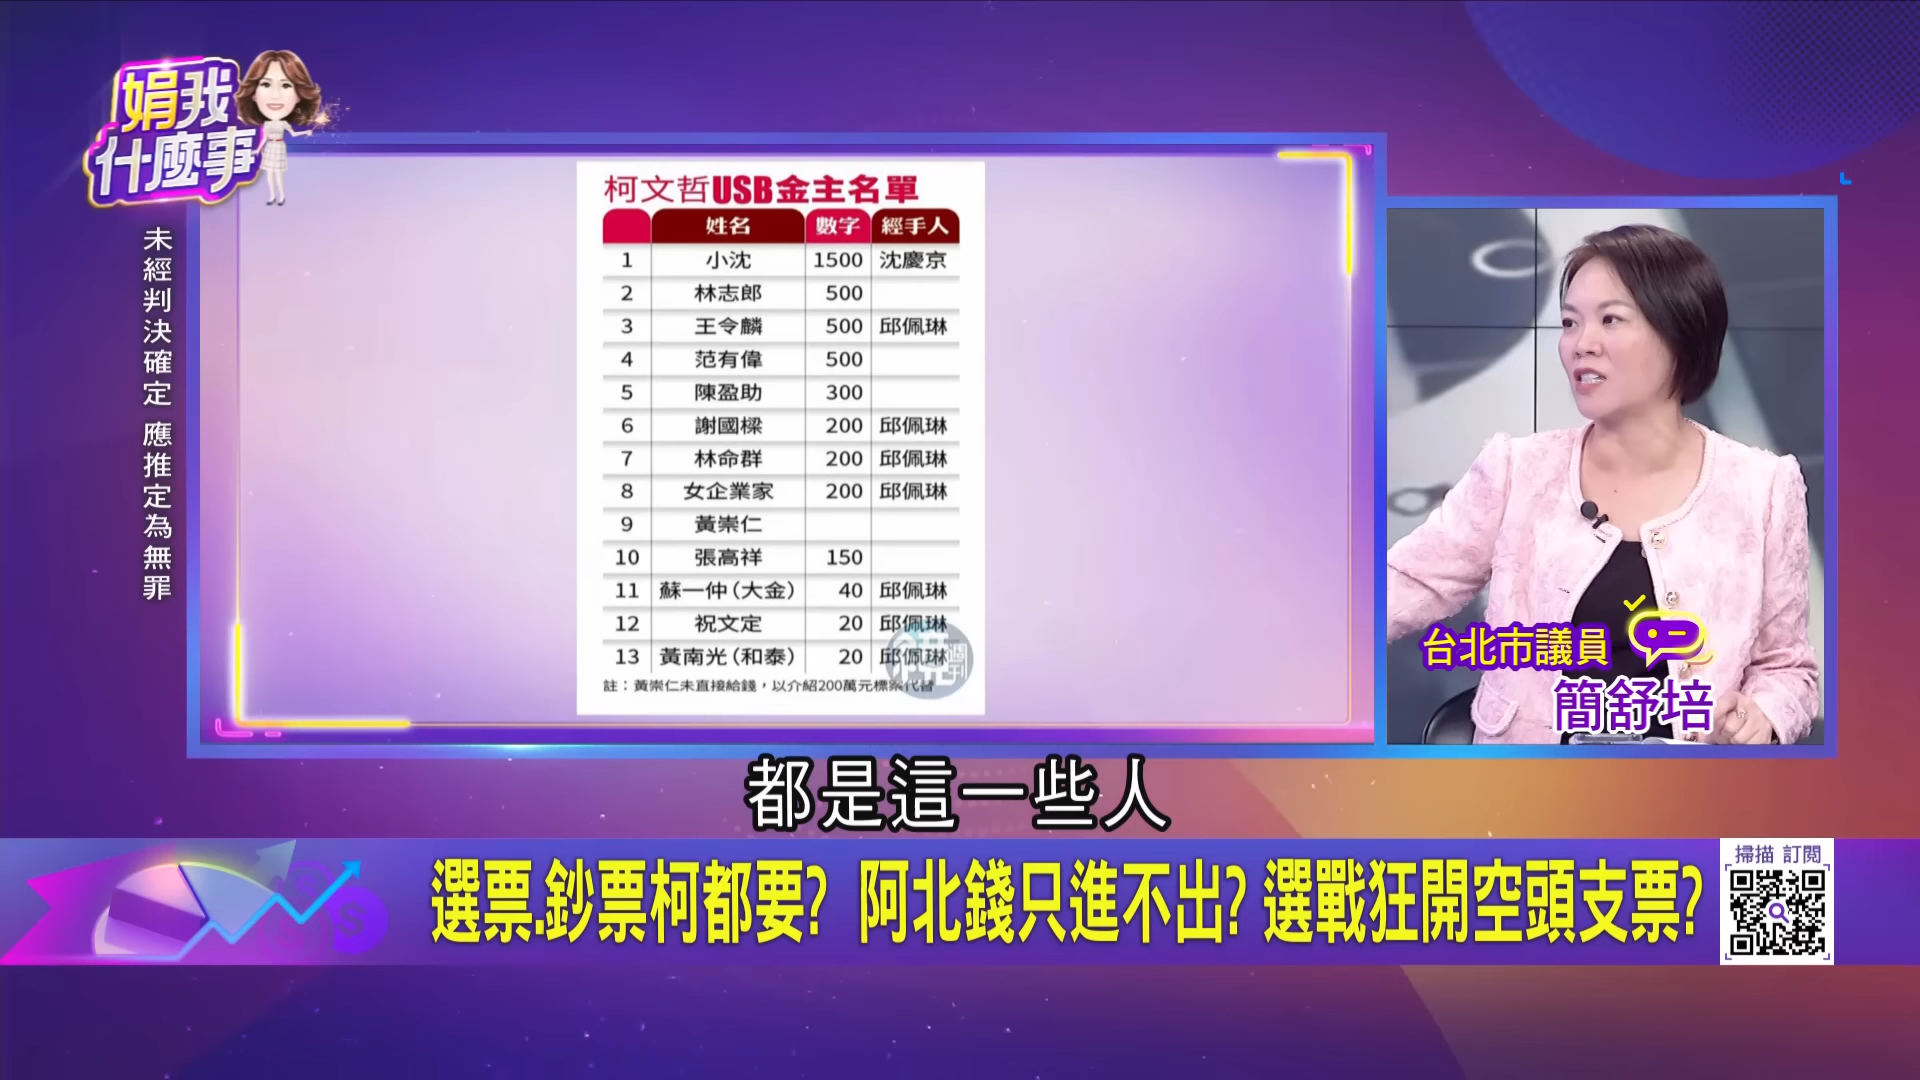 娟我
什麼事
未經判決確定 應推定為無罪
柯文哲USB金主名單
姓名 數字 經手人
1 小沈 1500 沈慶京
2 林志郎 500
3 王令麟 500 邱佩琳
4 范有偉 500
5 陳盈助 300
6 謝國樑 200 邱佩琳
7 林命群 200 邱佩琳
8 女企業家 200 邱佩琳
9 黃崇仁
10 張高祥 150
11 蘇一仲(大金) 40 邱佩琳
12 祝文定 20 邱佩琳
13 黃南光(和泰) 20 邱佩琳
註：黃崇仁未直接給錢，以介紹200萬元標案代替
台北市議員
簡舒培
都是這一些人
選票.鈔票柯都要? 阿北錢只進不出? 選戰狂開空頭支票?
掃描 訂閱